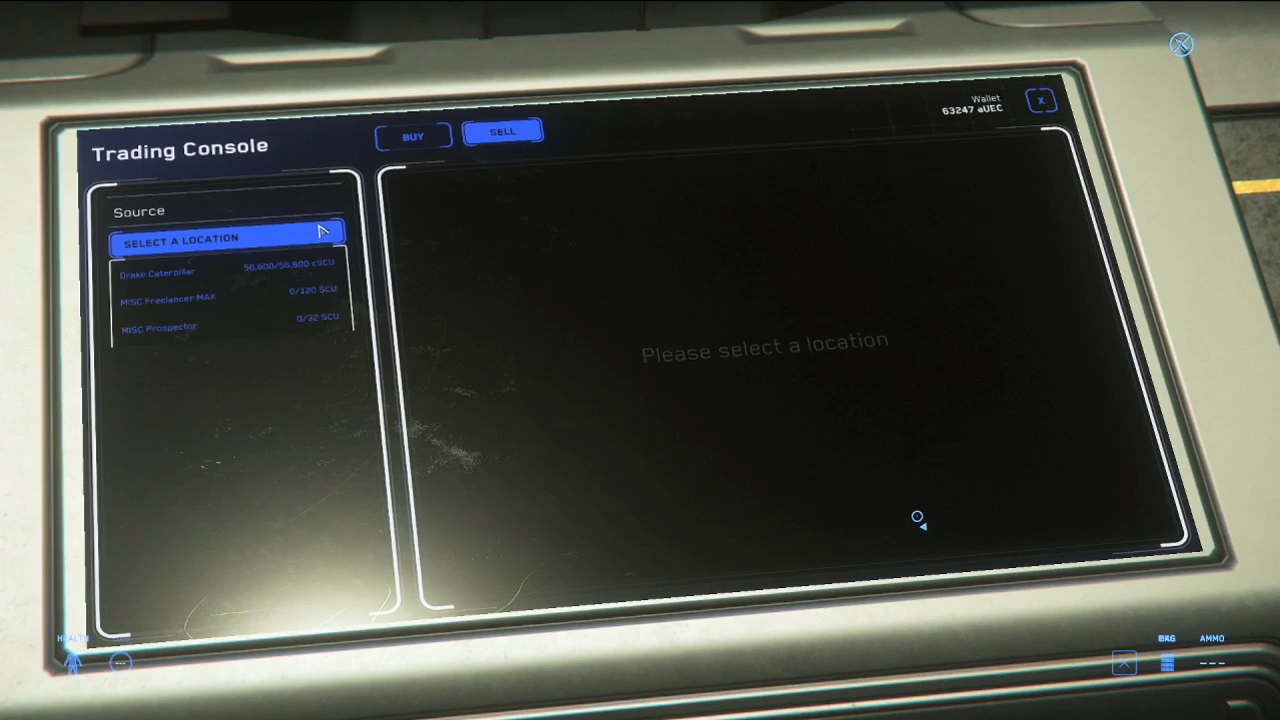 Wallet
63247 aUEC
X
Trading Console
BUY
SELL
Source
SELECT A LOCATION
Drake Caterpillar 56,600/56,600 cSCU
MISC Freelancer MAX 0/120 SCU
MISC Prospector 0/32 SCU
Please select a location
HEALTH
AMMO